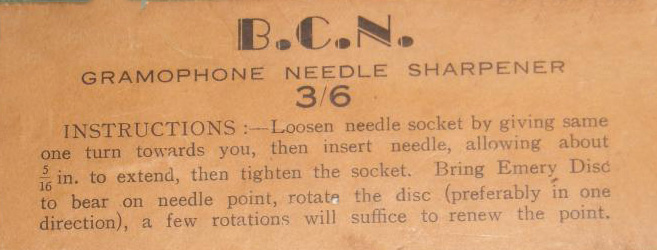 B.C.N.
GRAMOPHONE NEEDLE SHARPENER
3/6
INSTRUCTIONS :—Loosen needle socket by giving same
one turn towards you, then insert needle, allowing about
5/16 in. to extend, then tighten the socket. Bring Emery Disc
to bear on needle point, rotate the disc (preferably in one
direction), a few rotations will suffice to renew the point.